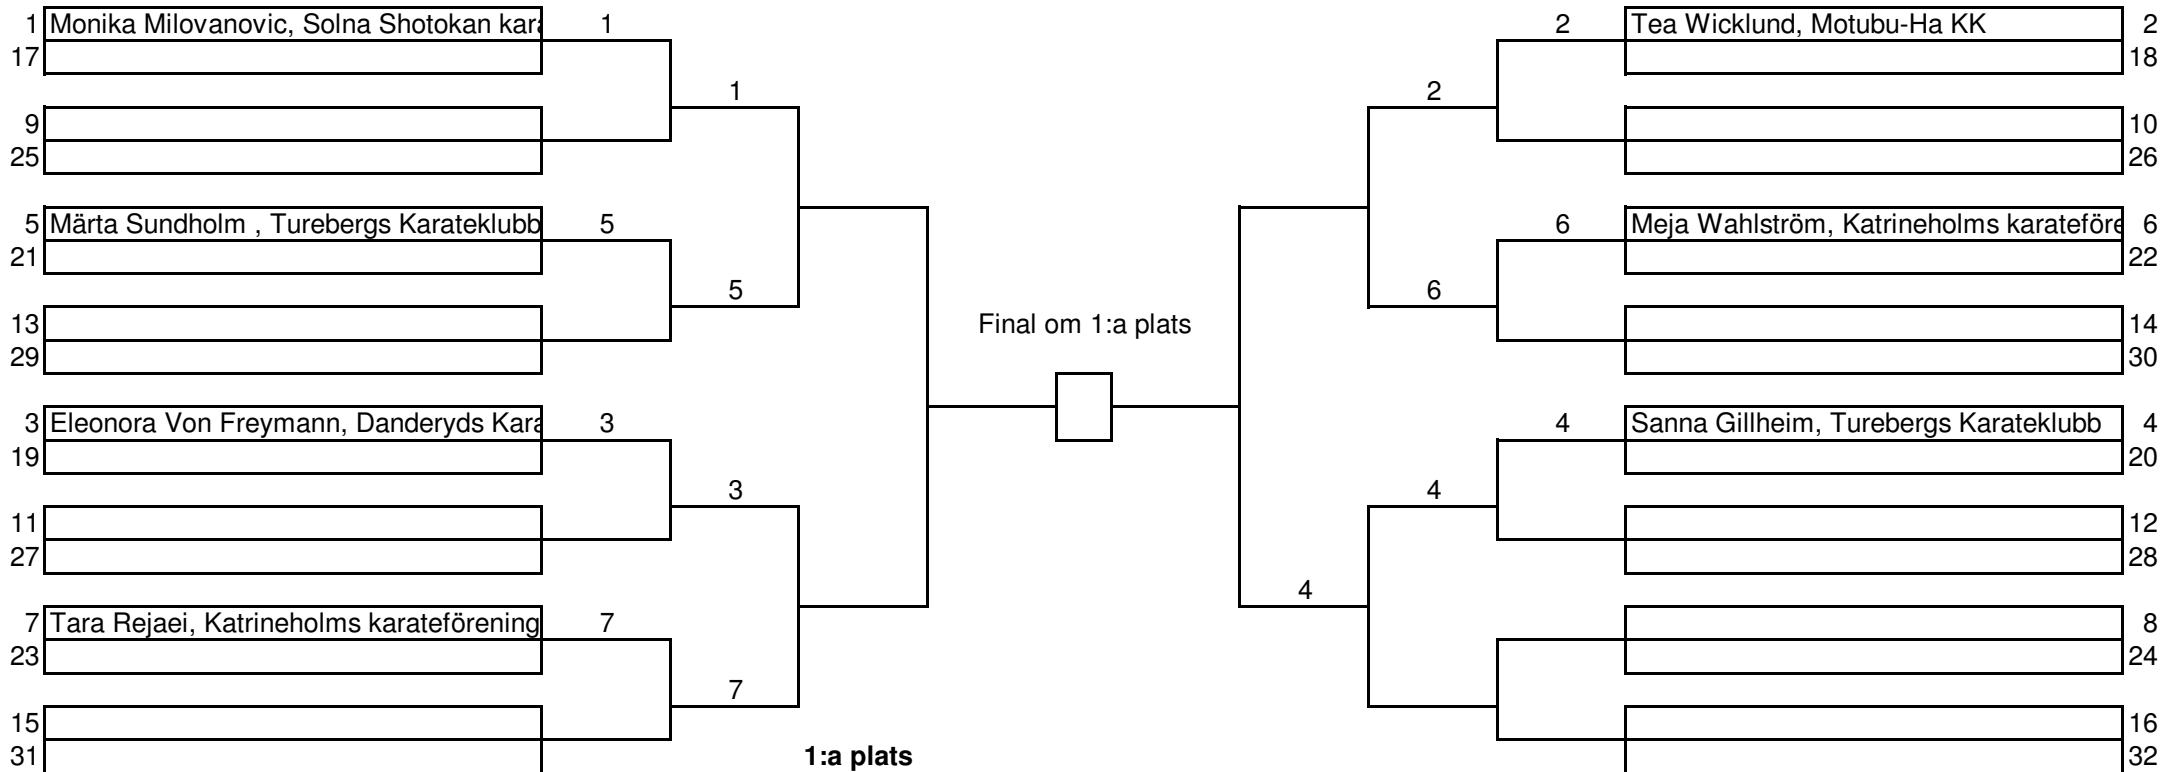 1 Monika Milovanovic, Solna Shotokan kara 1 2 Tea Wicklund, Motubu-Ha KK 2
17 18
1 2
9 10
25 26
5 Märta Sundholm , Turebergs Karateklubb 5 6 Meja Wahlström, Katrineholms karateföre 6
21 22
5 6
13 Final om 1:a plats 14
29 30
3 Eleonora Von Freymann, Danderyds Kara 3 4 Sanna Gillheim, Turebergs Karateklubb 4
19 20
3 4
11 12
27 28
4
7 Tara Rejaei, Katrineholms karateförening 7 8
23 24
7
15 16
31 1:a plats 32